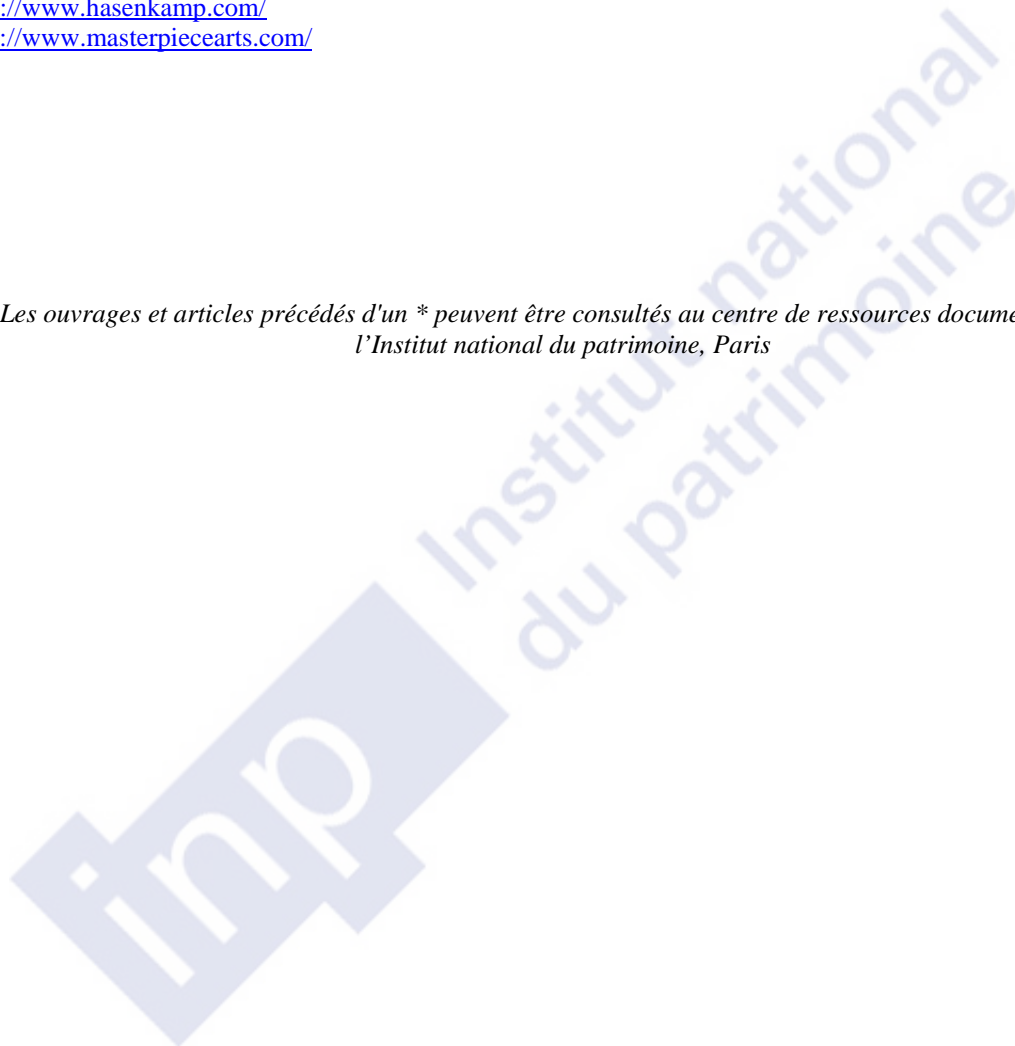 ://www.hasenkamp.com/
://www.masterpiecearts.com/
Les ouvrages et articles précédés d'un * peuvent être consultés au centre de ressources docume
l’Institut national du patrimoine, Paris
Institut national
du patrimoine
inp